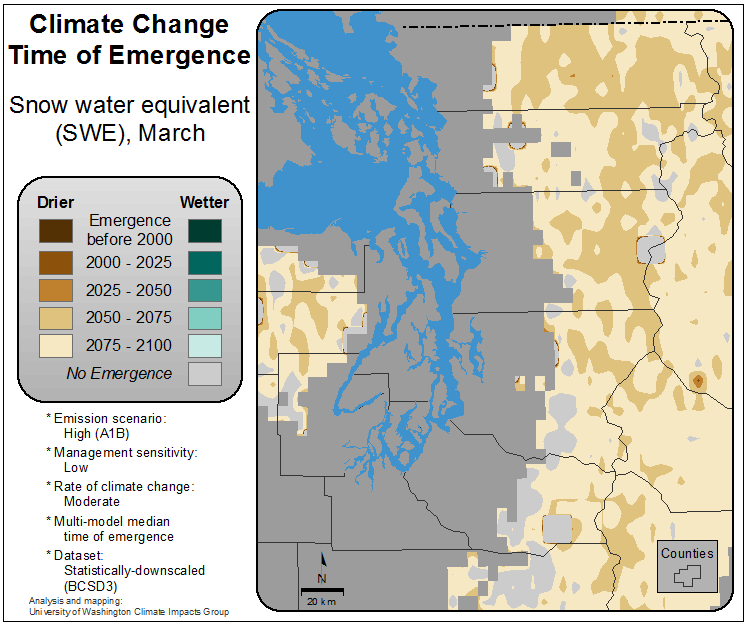 Climate Change
Time of Emergence
Snow water equivalent
(SWE), March
Drier
Wetter
Emergence
before 2000
2000 - 2025
2025 - 2050
2050 - 2075
2075 - 2100
No Emergence
* Emission scenario:
High (A1B)
* Management sensitivity:
Low
* Rate of climate change:
Moderate
* Multi-model median
time of emergence
* Dataset:
Statistically-downscaled
(BCSD3)
Analysis and mapping:
University of Washington Climate Impacts Group
N
20 km
Counties